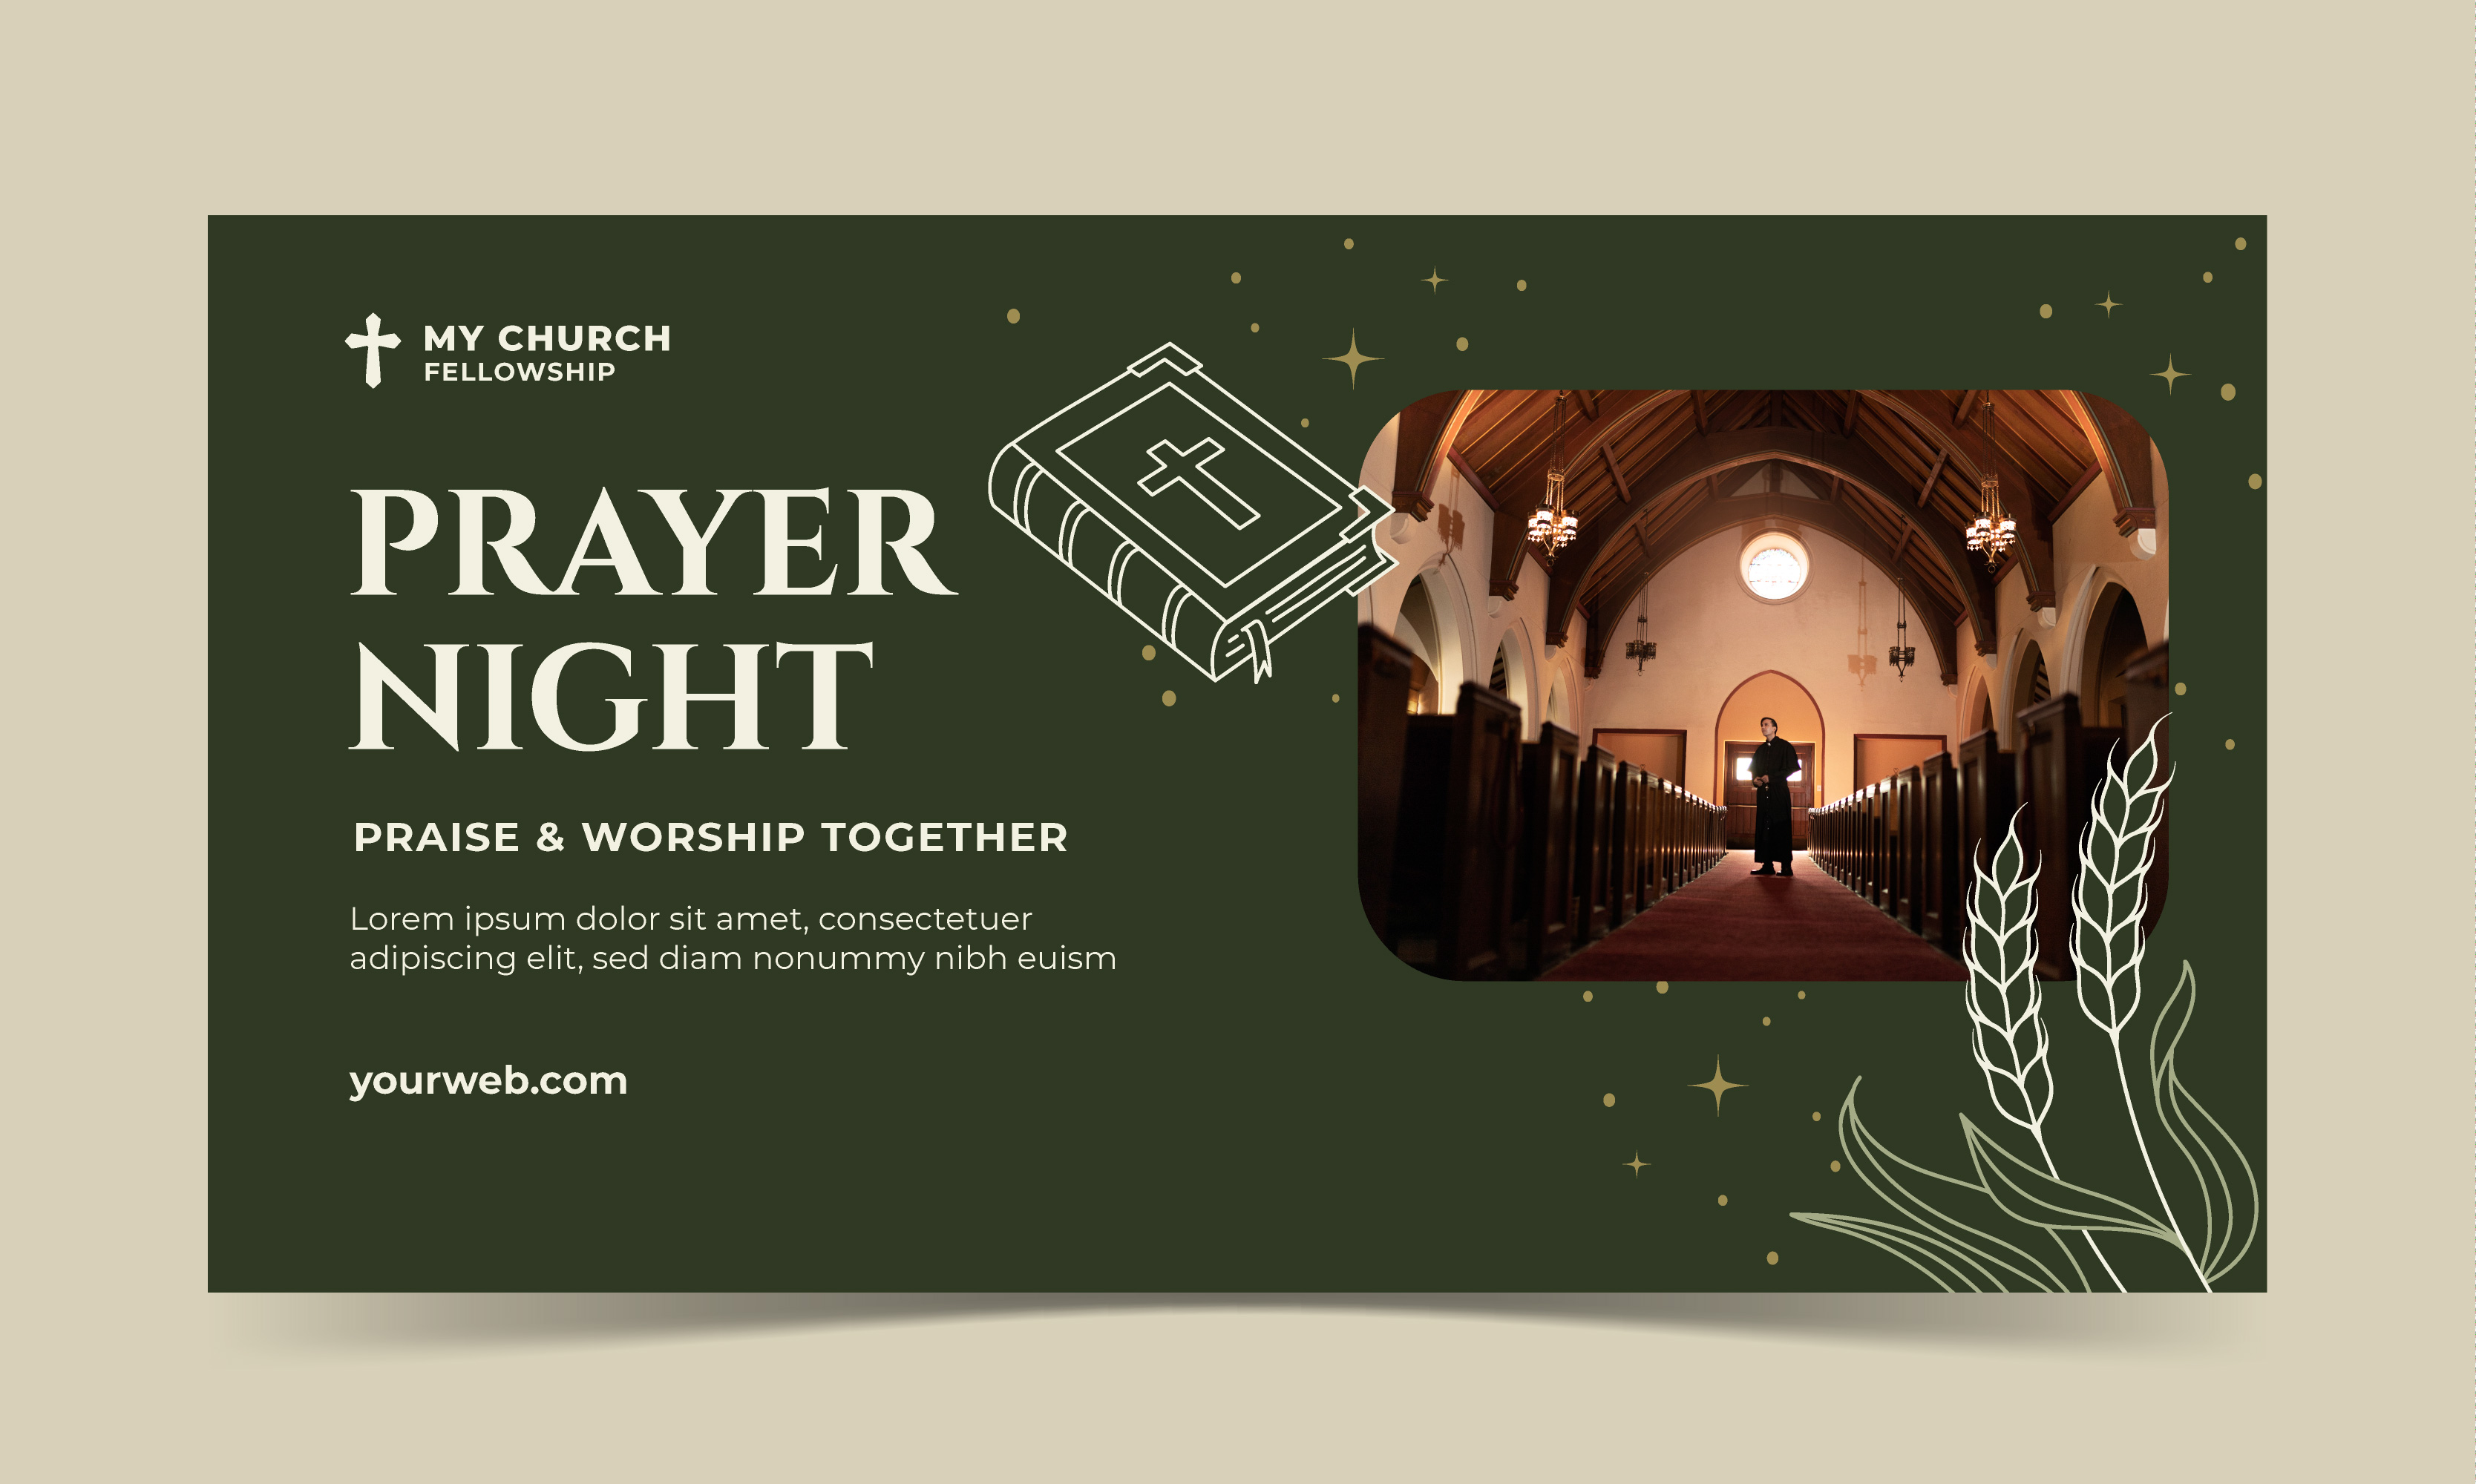 MY CHURCH
FELLOWSHIP
PRAYER
NIGHT
PRAISE & WORSHIP TOGETHER
Lorem ipsum dolor sit amet, consectetuer
adipiscing elit, sed diam nonummy nibh euism
yourweb.com